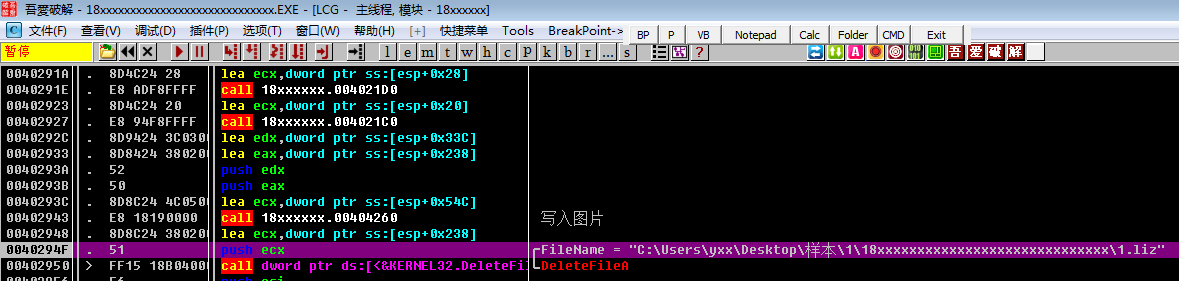 吾爱破解 - 18xxxxxxxxxxxxxxxxxxxxxxxxxxxxxx.EXE - [LCG - 主线程, 模块 - 18xxxxxx]
C 文件(F) 查看(V) 调试(D) 插件(P) 选项(T) 窗口(W) 帮助(H) [+] 快捷菜单 Tools BreakPoint-> BP P VB Notepad Calc Folder CMD Exit
暂停 l e m t w h c p k b r ... s ? 吾 爱 破 解
0040291A . 8D4C24 28 lea ecx,dword ptr ss:[esp+0x28]
0040291E . E8 ADF8FFFF call 18xxxxxx.004021D0
00402923 . 8D4C24 20 lea ecx,dword ptr ss:[esp+0x20]
00402927 . E8 94F8FFFF call 18xxxxxx.004021C0
0040292C . 8D9424 3C030 lea edx,dword ptr ss:[esp+0x33C]
00402933 . 8D8424 38020 lea eax,dword ptr ss:[esp+0x238]
0040293A . 52 push edx
0040293B . 50 push eax
0040293C . 8D8C24 4C050 lea ecx,dword ptr ss:[esp+0x54C]
00402943 . E8 18190000 call 18xxxxxx.00404260 写入图片
00402948 . 8D8C24 38020 lea ecx,dword ptr ss:[esp+0x238]
0040294F . 51 push ecx FileName = "C:\Users\yxx\Desktop\样本\1\18xxxxxxxxxxxxxxxxxxxxxxxxxxxxxx\1.liz"
00402950 > FF15 18B0400 call dword ptr ds:[<&KERNEL32.DeleteFil DeleteFileA